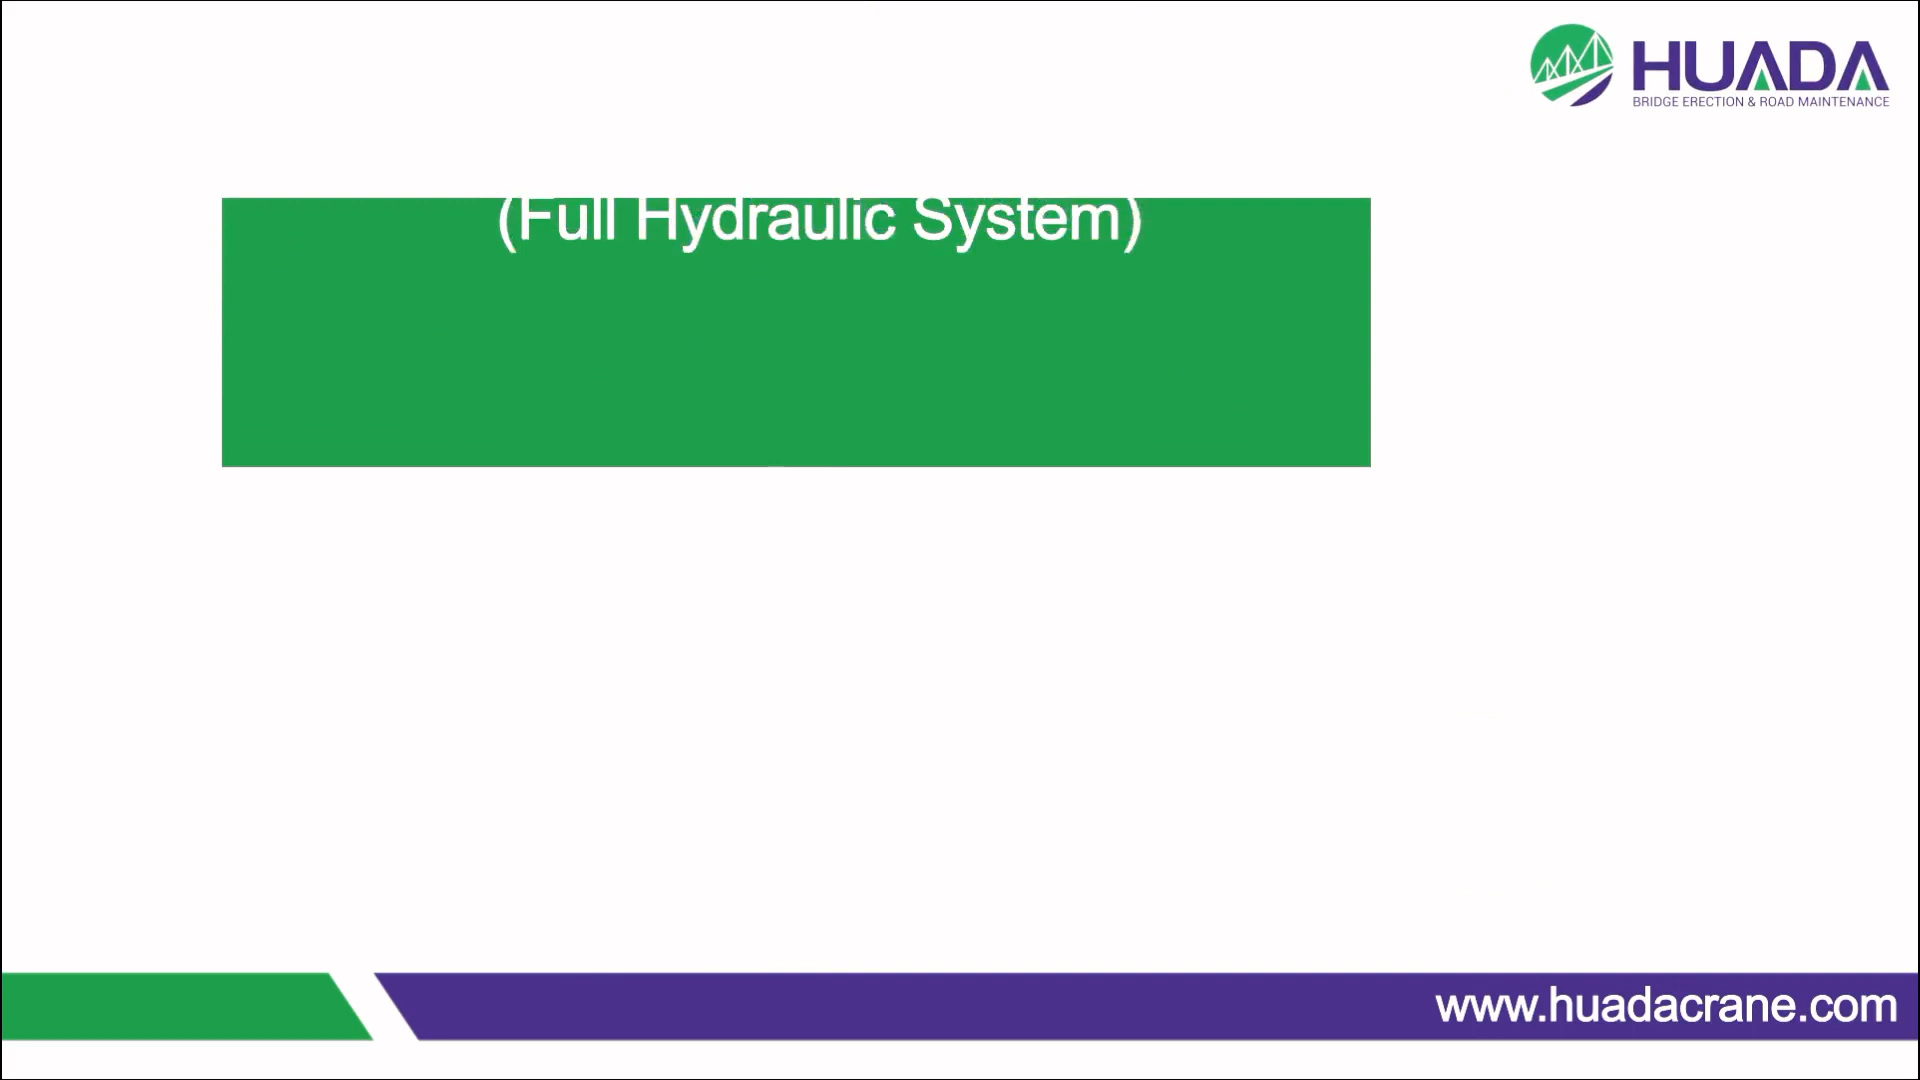 HUADA
BRIDGE ERECTION & ROAD MAINTENANCE
(Full Hydraulic System)
www.huadacrane.com